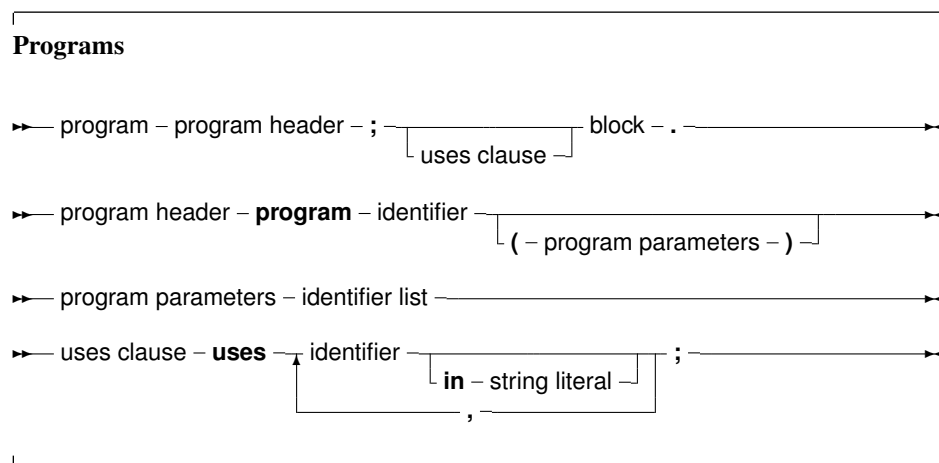 Programs
program – program header – ; – block – .
uses clause –
program header – program – identifier –
( – program parameters – ) –
program parameters – identifier list –
uses clause – uses – identifier – ; –
in – string literal –
, –